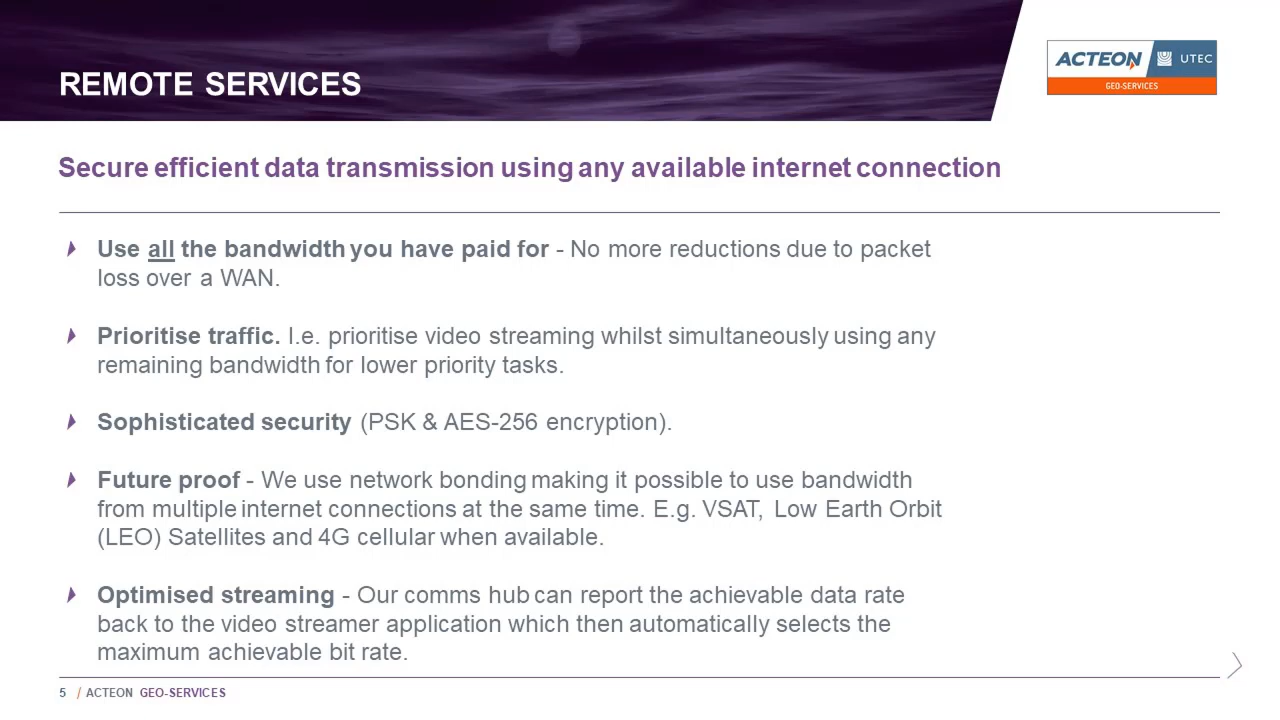 REMOTE SERVICES
ACTEON UTEC
GEO-SERVICES
Secure efficient data transmission using any available internet connection
Use all the bandwidth you have paid for - No more reductions due to packet
loss over a WAN.
Prioritise traffic. I.e. prioritise video streaming whilst simultaneously using any
remaining bandwidth for lower priority tasks.
Sophisticated security (PSK & AES-256 encryption).
Future proof - We use network bonding making it possible to use bandwidth
from multiple internet connections at the same time. E.g. VSAT, Low Earth Orbit
(LEO) Satellites and 4G cellular when available.
Optimised streaming - Our comms hub can report the achievable data rate
back to the video streamer application which then automatically selects the
maximum achievable bit rate.
5 / ACTEON GEO-SERVICES